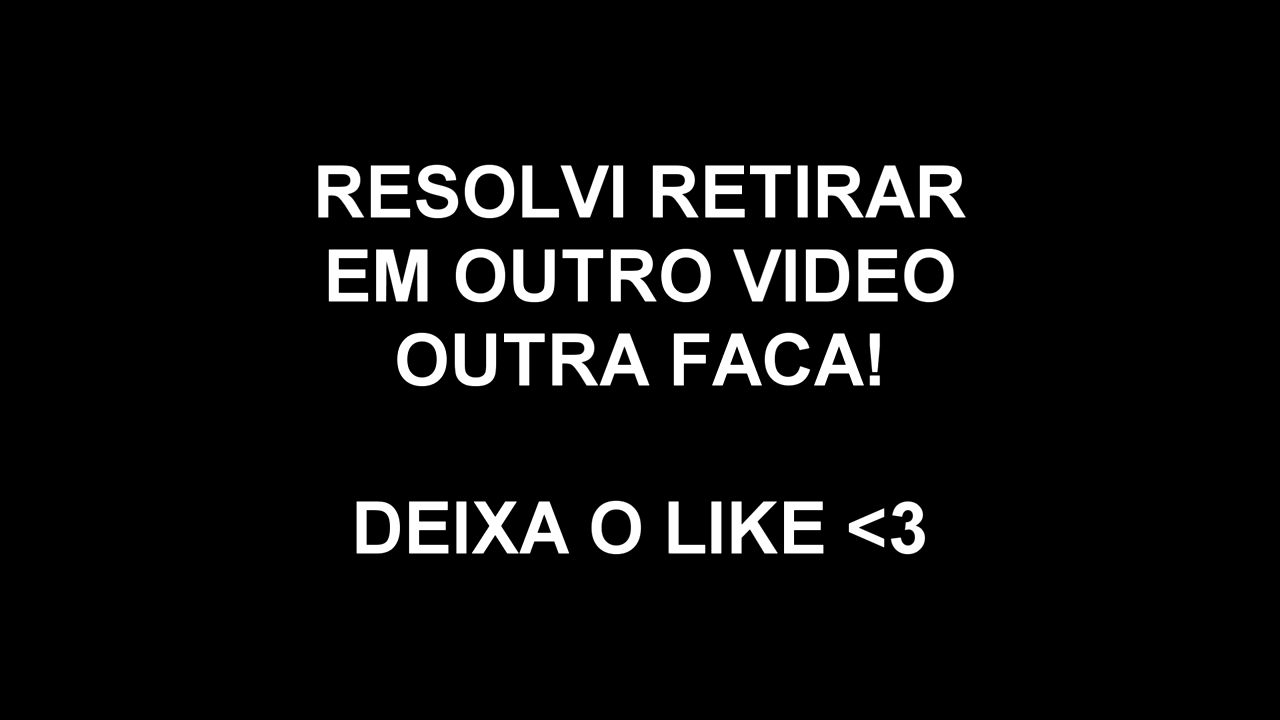 RESOLVI RETIRAR
EM OUTRO VIDEO
OUTRA FACA!
DEIXA O LIKE <3